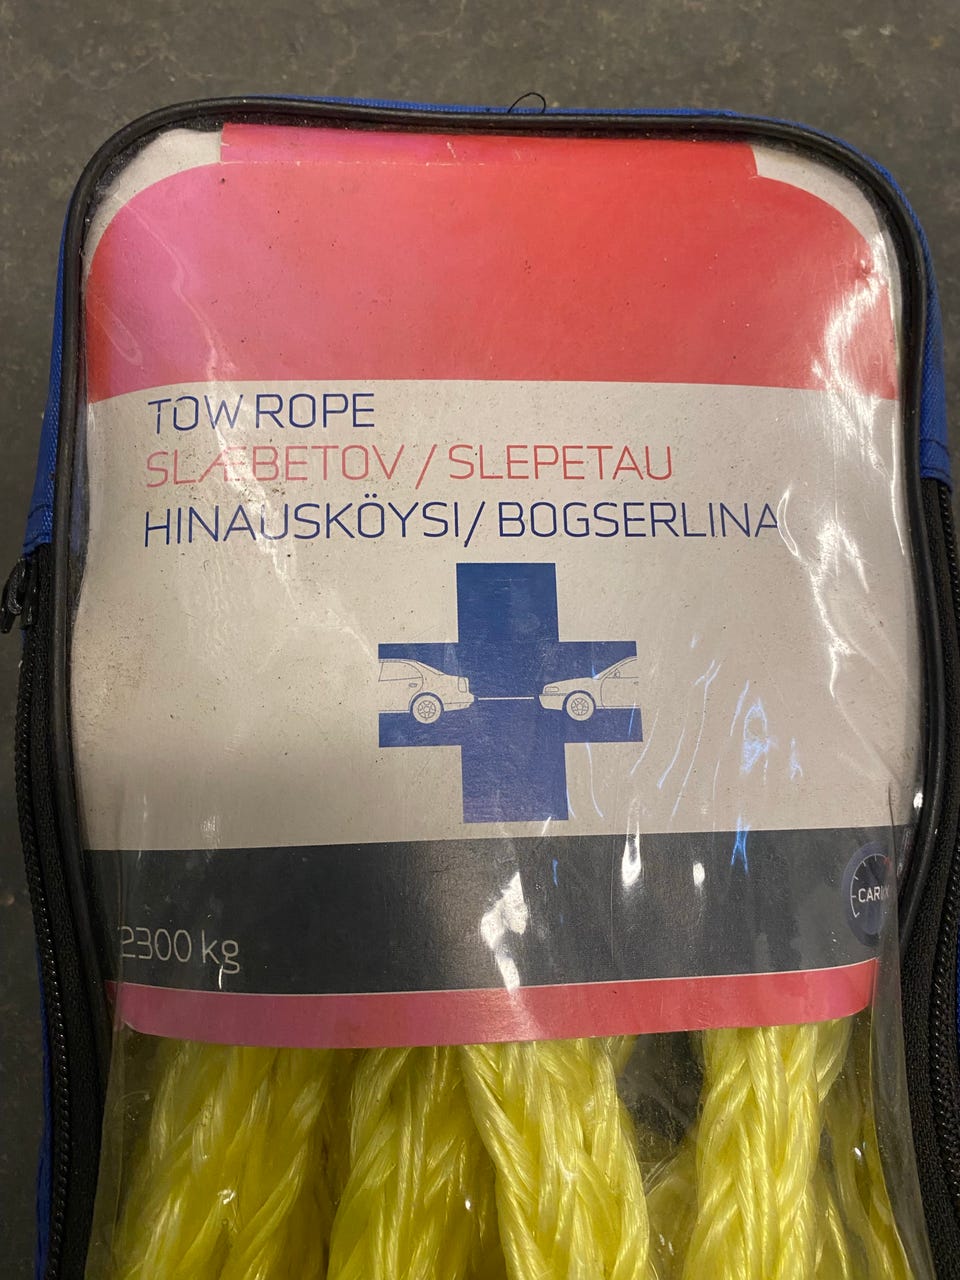 TOW ROPE
SLÆBETOV / SLEPETAU
HINAUSKÖYSI / BOGSERLINA
2300 kg